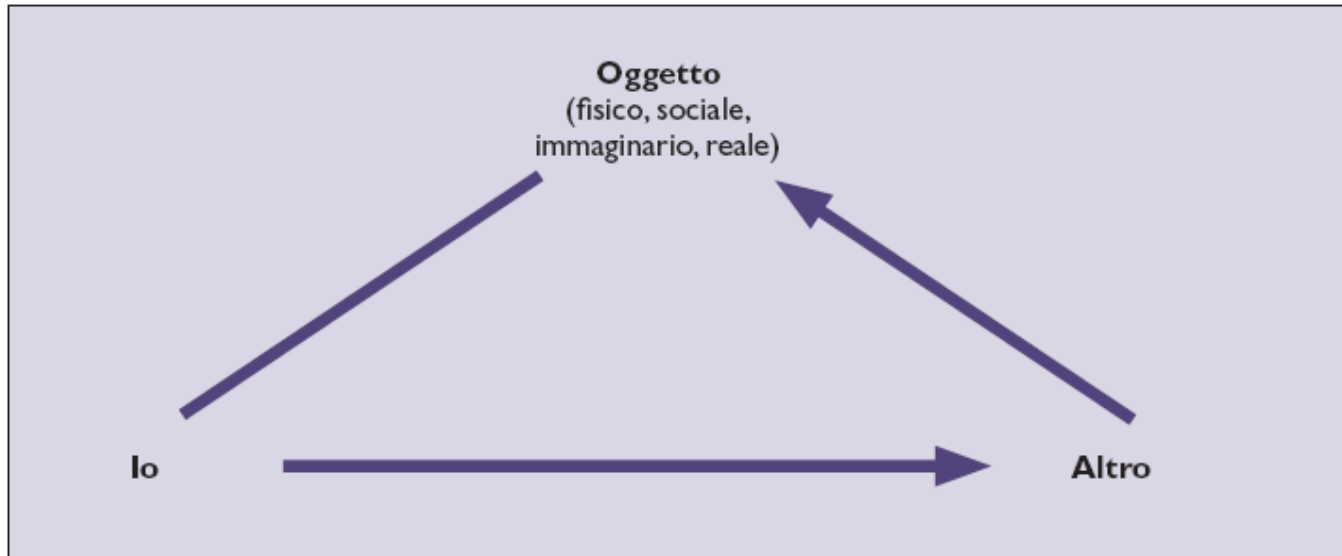 Oggetto
(fisico, sociale,
immaginario, reale)
Io
Altro